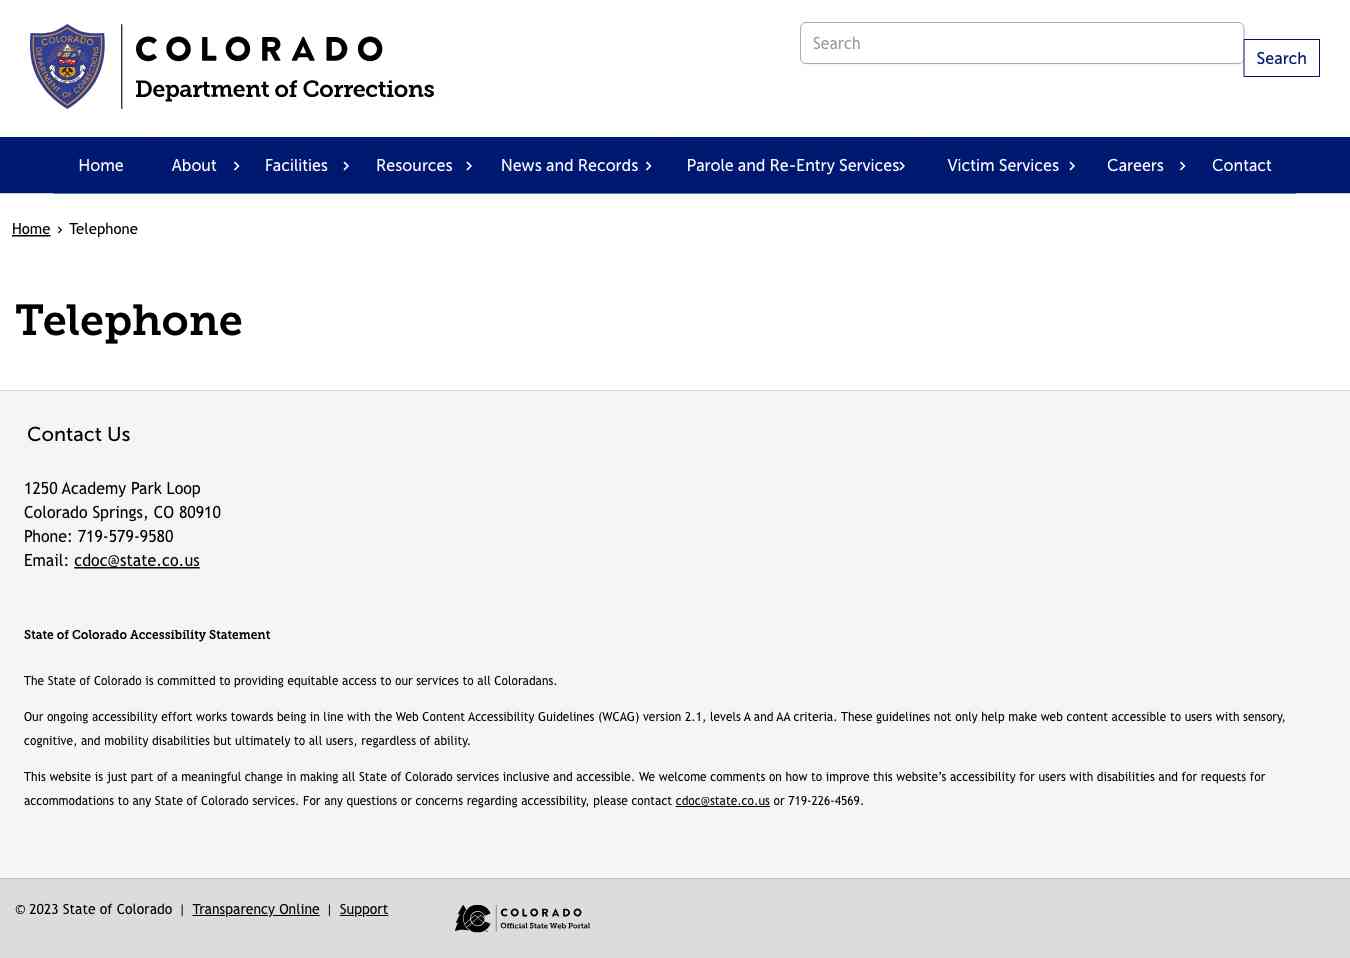 COLORADO
Department of Corrections
Search
Search
Home About Facilities Resources News and Records Parole and Re-Entry Services Victim Services Careers Contact
Home › Telephone
Telephone
Contact Us
1250 Academy Park Loop
Colorado Springs, CO 80910
Phone: 719-579-9580
Email: cdoc@state.co.us
State of Colorado Accessibility Statement
The State of Colorado is committed to providing equitable access to our services to all Coloradans.
Our ongoing accessibility effort works towards being in line with the Web Content Accessibility Guidelines (WCAG) version 2.1, levels A and AA criteria. These guidelines not only help make web content accessible to users with sensory,
cognitive, and mobility disabilities but ultimately to all users, regardless of ability.
This website is just part of a meaningful change in making all State of Colorado services inclusive and accessible. We welcome comments on how to improve this website’s accessibility for users with disabilities and for requests for
accommodations to any State of Colorado services. For any questions or concerns regarding accessibility, please contact cdoc@state.co.us or 719-226-4569.
© 2023 State of Colorado | Transparency Online | Support
COLORADO
Official State Web Portal